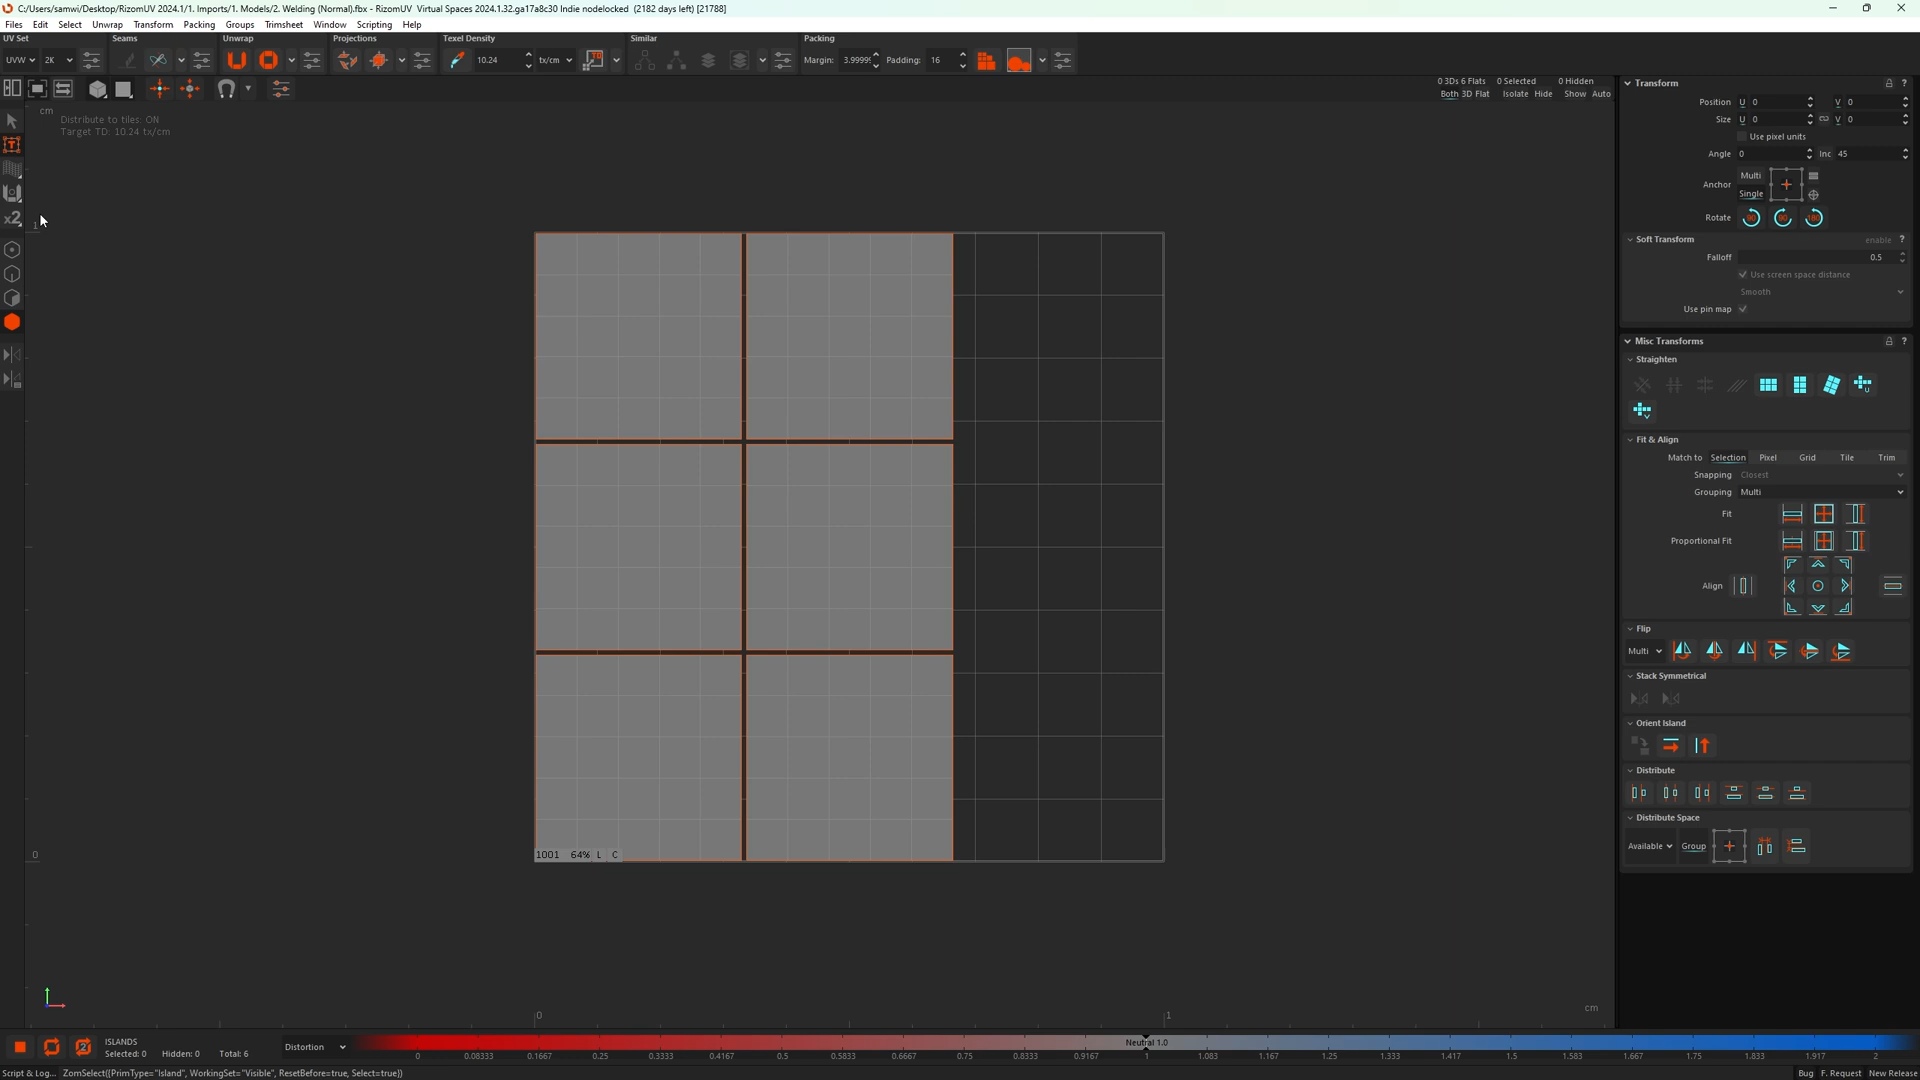 C:/Users/samwi/Desktop/RizomUV 2024.1/1. Imports/1. Models/2. Welding (Normal).fbx - RizomUV Virtual Spaces 2024.1.32.ga17a8c30 Indie nodelocked (2182 days left) [21788]
Files Edit Select Unwrap Transform Packing Groups Trimsheet Window Scripting Help
UV Set Seams Unwrap Projections Texel Density Similar Packing
UVW 2K 10.24 tx/cm Margin: 3.9999 Padding: 16
0 3Ds 6 Flats 0 Selected 0 Hidden
Both 3D Flat Isolate Hide Show Auto
cm
Distribute to tiles: ON
Target TD: 10.24 tx/cm
1
0
1001 64% L C
0 1 cm
Transform ?
Position U 0 V 0
Size U 0 V 0
Use pixel units
Angle 0 Inc 45
Anchor Multi
Single
Rotate 90 90 180
Soft Transform enable ?
Falloff 0.5
Use screen space distance
Smooth
Use pin map
Misc Transforms ?
Straighten
U
V
Fit & Align
Match to Selection Pixel Grid Tile Trim
Snapping Closest
Grouping Multi
Fit
Proportional Fit
Align
Flip
Multi
Stack Symmetrical
Orient Island
Distribute
Distribute Space
Available Group
T
x2
ISLANDS
Selected: 0 Hidden: 0 Total: 6
Distortion
Neutral 1.0
0 0.08333 0.1667 0.25 0.3333 0.4167 0.5 0.5833 0.6667 0.75 0.8333 0.9167 1 1.083 1.167 1.25 1.333 1.417 1.5 1.583 1.667 1.75 1.833 1.917 2
Script & Log... ZomSelect({PrimType="Island", WorkingSet="Visible", ResetBefore=true, Select=true})
Bug F. Request New Release